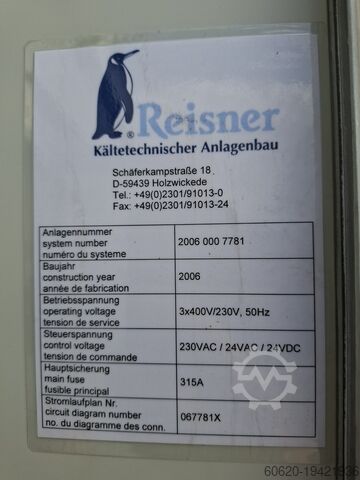 ® Reisner
Kältetechnischer Anlagenbau
Schäferkampstraße 18
D-59439 Holzwickede
Tel.: +49(0)2301/91013-0
Fax: +49(0)2301/91013-24
Anlagennummer
system number
numéro du systeme
2006 000 7781
Baujahr
construction year
année de fabrication
2006
Betriebsspannung
operating voltage
tension de service
3x400V/230V, 50Hz
Steuerspannung
control voltage
tension de commande
230VAC / 24VAC / 24VDC
Hauptsicherung
main fuse
fusible principal
315A
Stromlaufplan Nr.
circuit diagram number
no. du diagramme des conn.
067781X